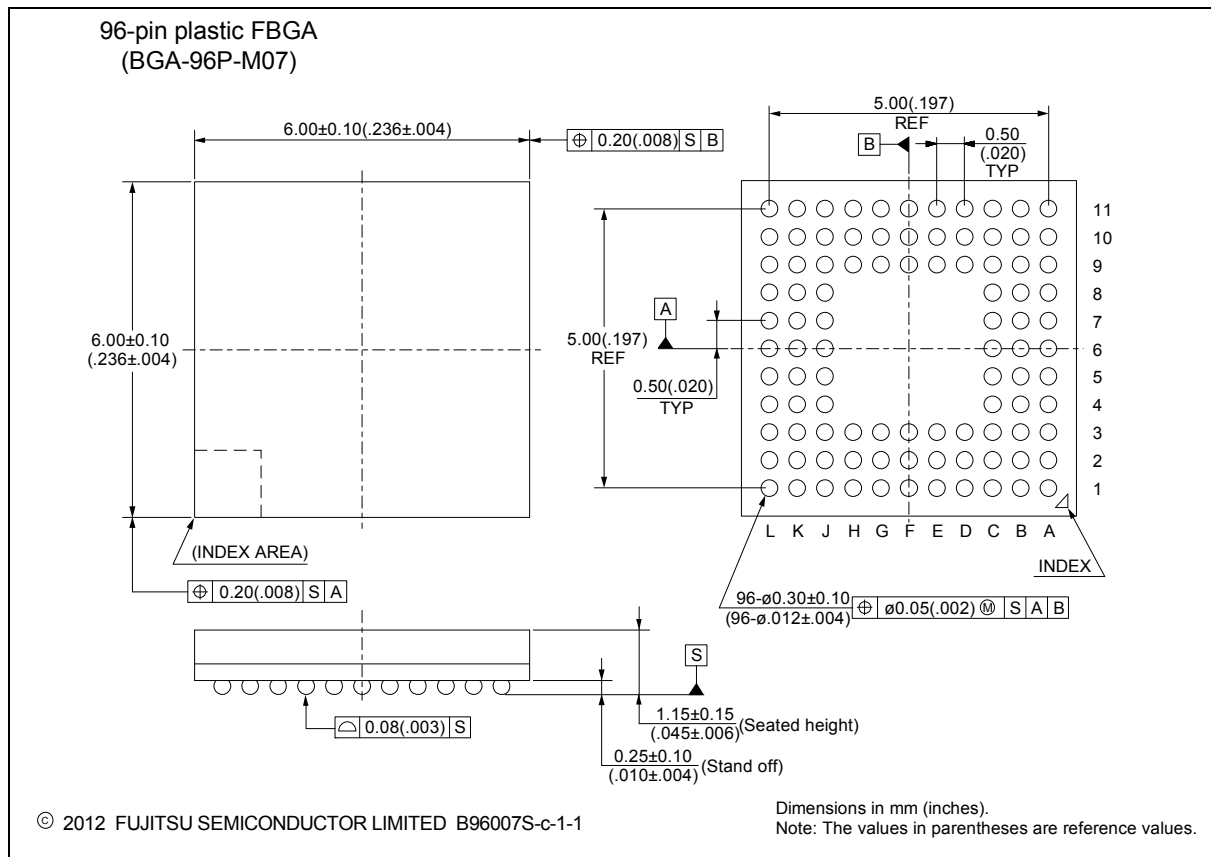 96-pin plastic FBGA
(BGA-96P-M07)
6.00±0.10(.236±.004)
⌖ 0.20(.008) S B
6.00±0.10
(.236±.004)
(INDEX AREA)
⌖ 0.20(.008) S A
5.00(.197)
REF
B
0.50
(.020)
TYP
A
5.00(.197)
REF
0.50(.020)
TYP
11
10
9
8
7
6
5
4
3
2
1
L K J H G F E D C B A
INDEX
96-ø0.30±0.10
(96-ø.012±.004)
⌖ ø0.05(.002) Ⓜ S A B
S
⌓ 0.08(.003) S
1.15±0.15
(.045±.006)
(Seated height)
0.25±0.10
(.010±.004)
(Stand off)
© 2012 FUJITSU SEMICONDUCTOR LIMITED B96007S-c-1-1
Dimensions in mm (inches).
Note: The values in parentheses are reference values.